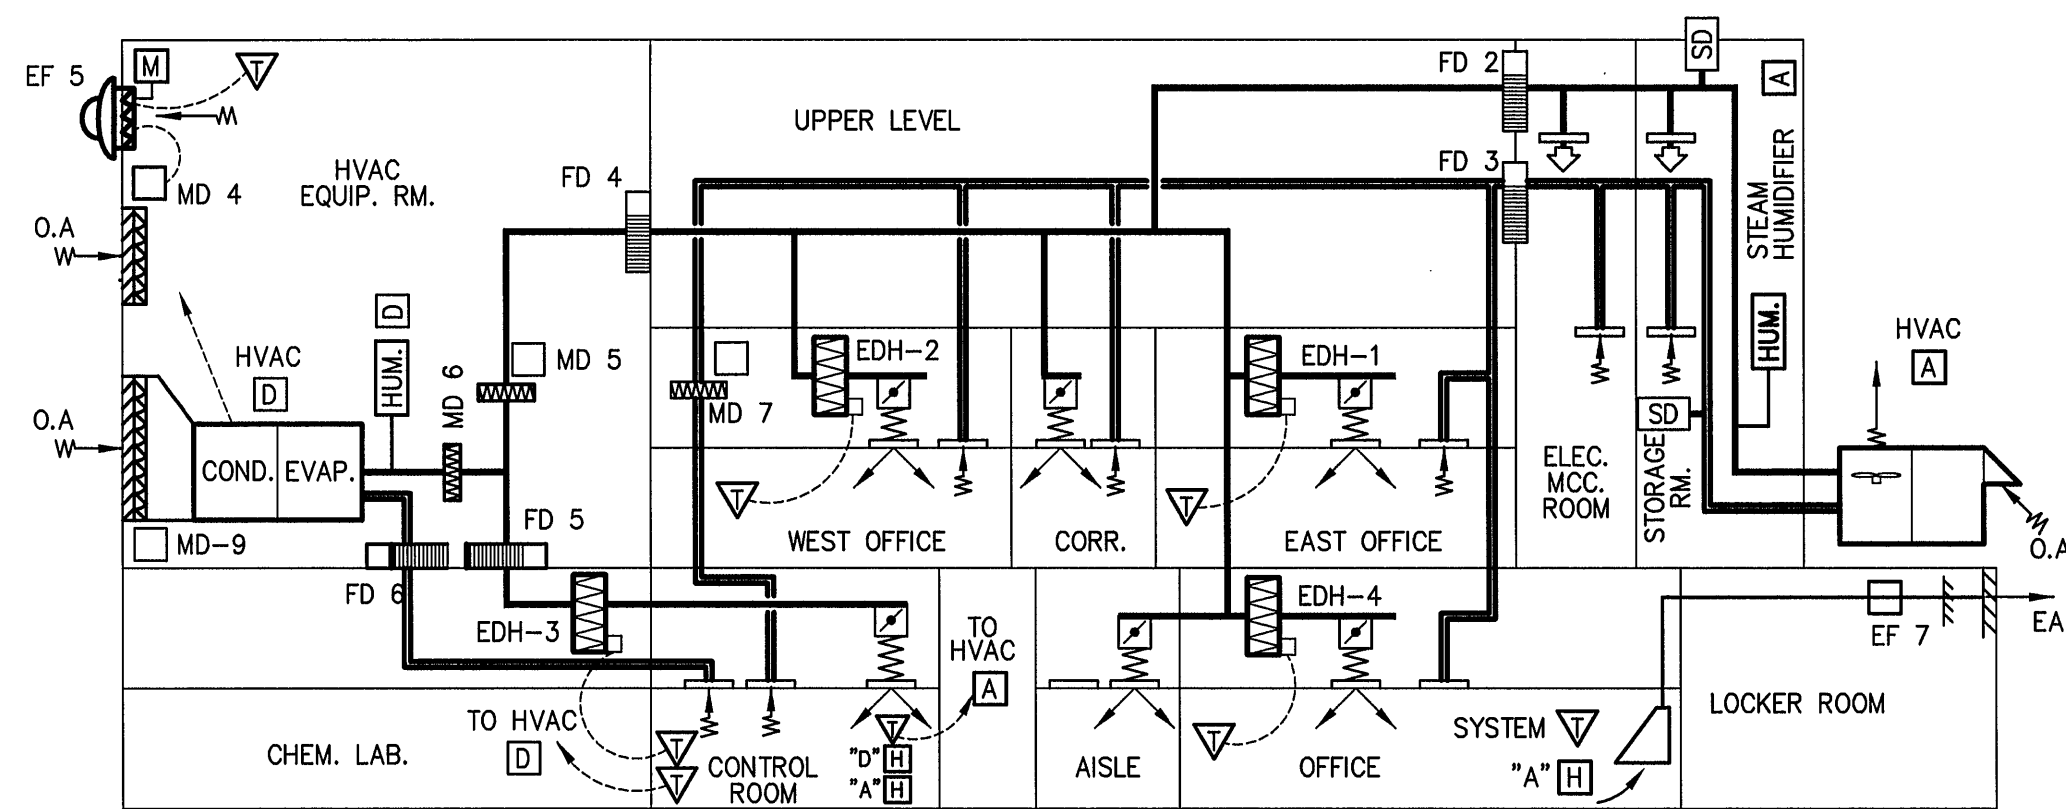 EF 5
M
T
MD 4
HVAC
EQUIP. RM.
O.A
O.A
HVAC
D
D
HUM.
COND.
EVAP.
MD-9
MD 6
MD 5
FD 4
FD 5
FD 6
UPPER LEVEL
FD 2
FD 3
SD
A
STEAM
HUMIDIFIER
HUM.
HVAC
A
O.A
MD 7
EDH-2
T
WEST OFFICE
CORR.
EDH-1
T
EAST OFFICE
ELEC.
MCC.
ROOM
SD
STORAGE
RM.
EDH-3
TO HVAC
D
CHEM. LAB.
T
T
CONTROL
ROOM
T
"D" H
"A" H
TO
HVAC
A
AISLE
EDH-4
T
OFFICE
SYSTEM T
"A" H
EF 7
EA
LOCKER ROOM